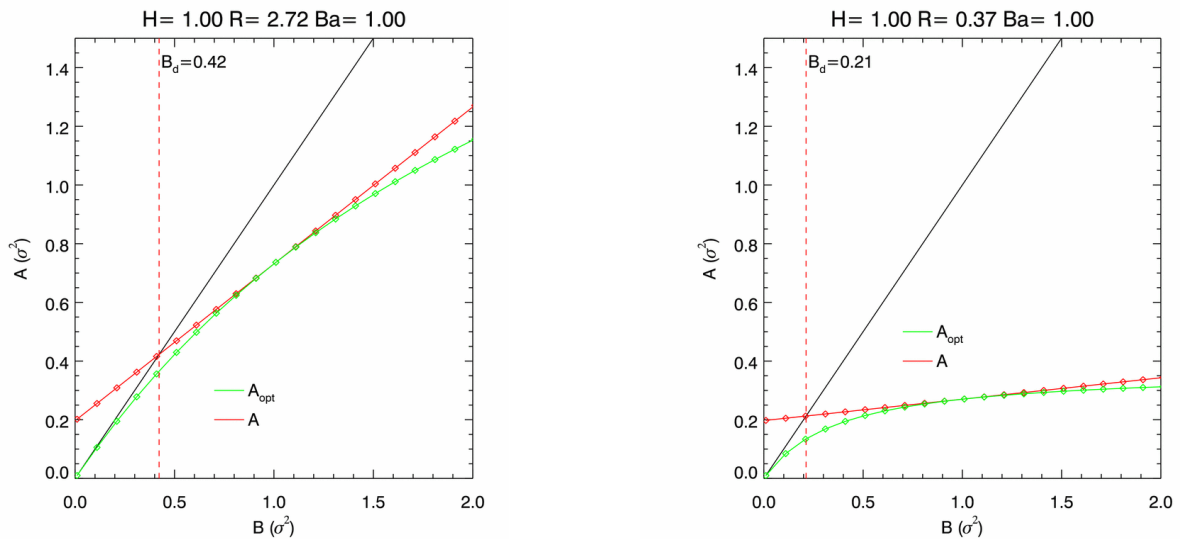 H= 1.00 R= 2.72 Ba= 1.00
B_d=0.42
1.4
1.2
1.0
0.8
0.6
0.4
0.2
0.0
A (σ²)
A_opt
A
0.0 0.5 1.0 1.5 2.0
B (σ²)
H= 1.00 R= 0.37 Ba= 1.00
B_d=0.21
1.4
1.2
1.0
0.8
0.6
0.4
0.2
0.0
A (σ²)
A_opt
A
0.0 0.5 1.0 1.5 2.0
B (σ²)